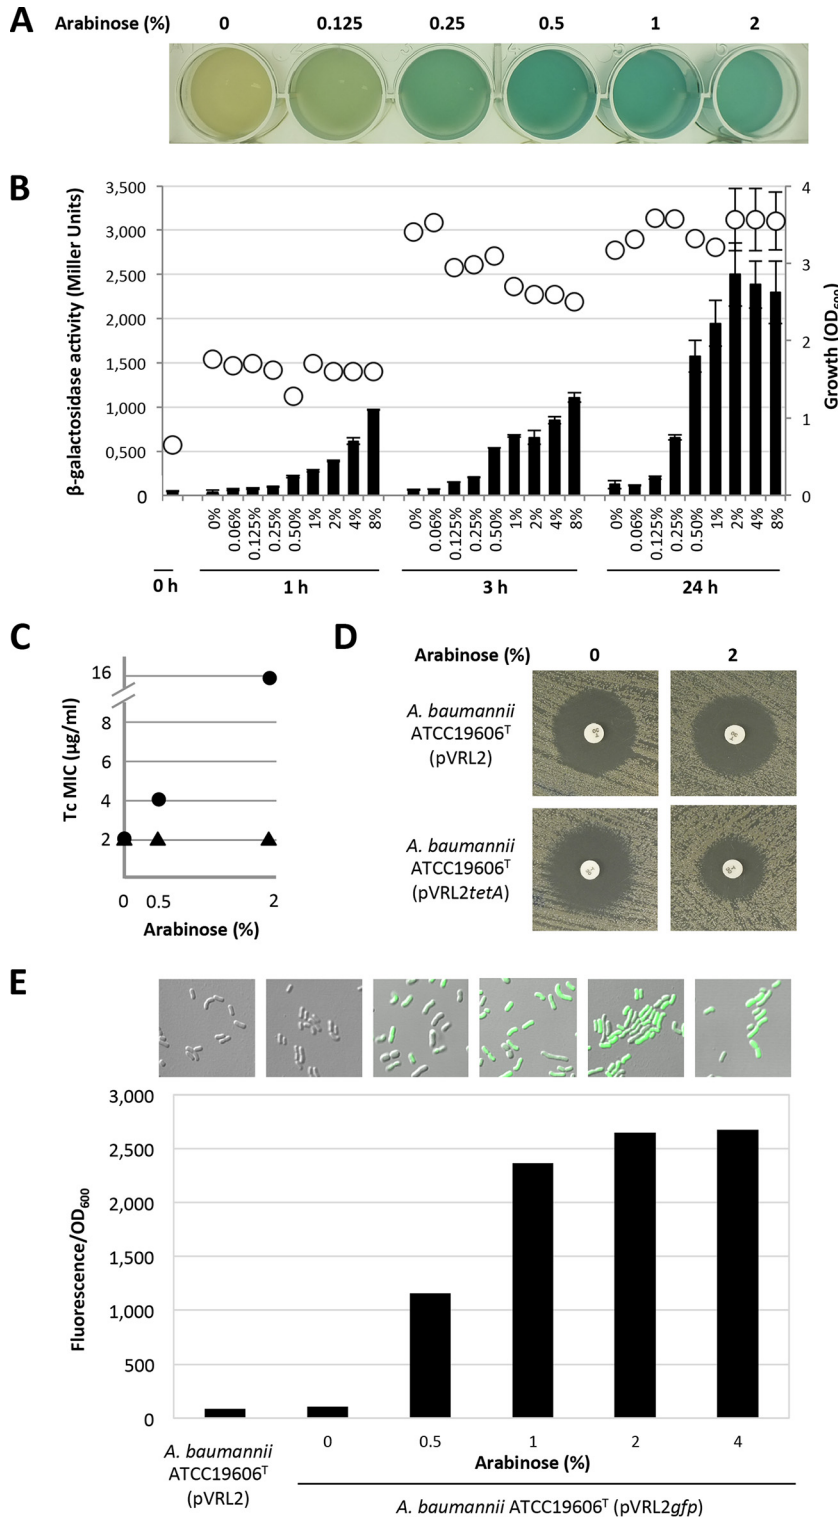 A
Arabinose (%) 0 0.125 0.25 0.5 1 2
B
β-galactosidase activity (Miller Units)
3,500
3,000
2,500
2,000
1,500
1,000
0,500
0
4
3
2
1
0
Growth (OD600)
0% 0.06% 0.125% 0.25% 0.50% 1% 2% 4% 8% 0% 0.06% 0.125% 0.25% 0.50% 1% 2% 4% 8% 0% 0.06% 0.125% 0.25% 0.50% 1% 2% 4% 8%
0 h 1 h 3 h 24 h
C
Tc MIC (µg/ml)
16
8
6
4
2
0 0.5 2
Arabinose (%)
D
Arabinose (%) 0 2
A. baumannii
ATCC19606T
(pVRL2)
A. baumannii
ATCC19606T
(pVRL2tetA)
E
Fluorescence/OD600
3,000
2,500
2,000
1,500
1,000
500
0
A. baumannii
ATCC19606T
(pVRL2)
0 0.5 1 2 4
Arabinose (%)
A. baumannii ATCC19606T (pVRL2gfp)